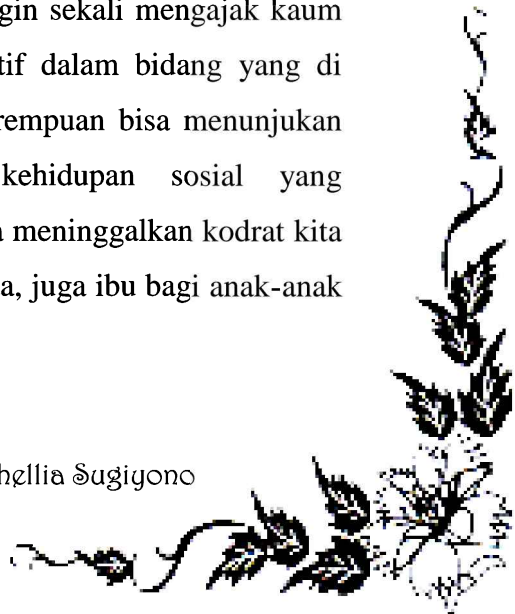 gin sekali mengajak kaum
tif dalam bidang yang di
rempuan bisa menunjukan
kehidupan sosial yang
a meninggalkan kodrat kita
a, juga ibu bagi anak-anak
hellia Sugiyono